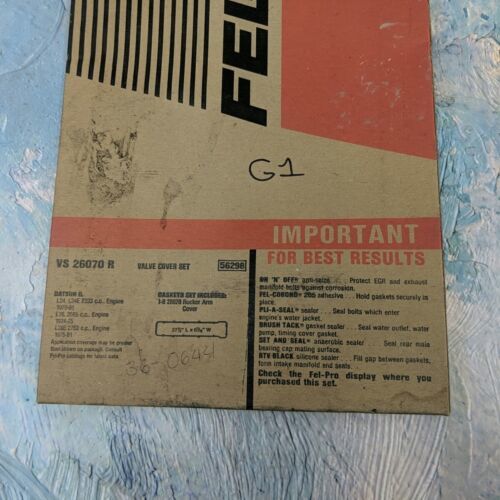 FEL
G1
IMPORTANT
FOR BEST RESULTS
VS 26070 R VALVE COVER SET 56298
DATSUN
GASKETS SET INCLUDED:
1-B 26070 Rocker Arm
Cover
Application coverage may be greater
than shown on package. Consult
Fel-Pro catalogs for latest data.
36 0644
ON 'N' OFF® anti-seize... Protect EGR and exhaust
manifold bolts against corrosion.
FEL-COBOND® 205 adhesive... Hold gaskets securely in
place.
PLI-A-SEAL® sealer ... Seal bolts which enter
engine's water jacket.
BRUSH TACK® gasket sealer ... Seal water outlet, water
pump, timing cover gasket.
SET AND SEAL® anaerobic sealer ... Seal rear main
bearing cap mating surface.
RTV-BLACK silicone sealer ... Fill gap between gaskets,
form intake manifold end seals.
Check the Fel-Pro display where you
purchased this set.